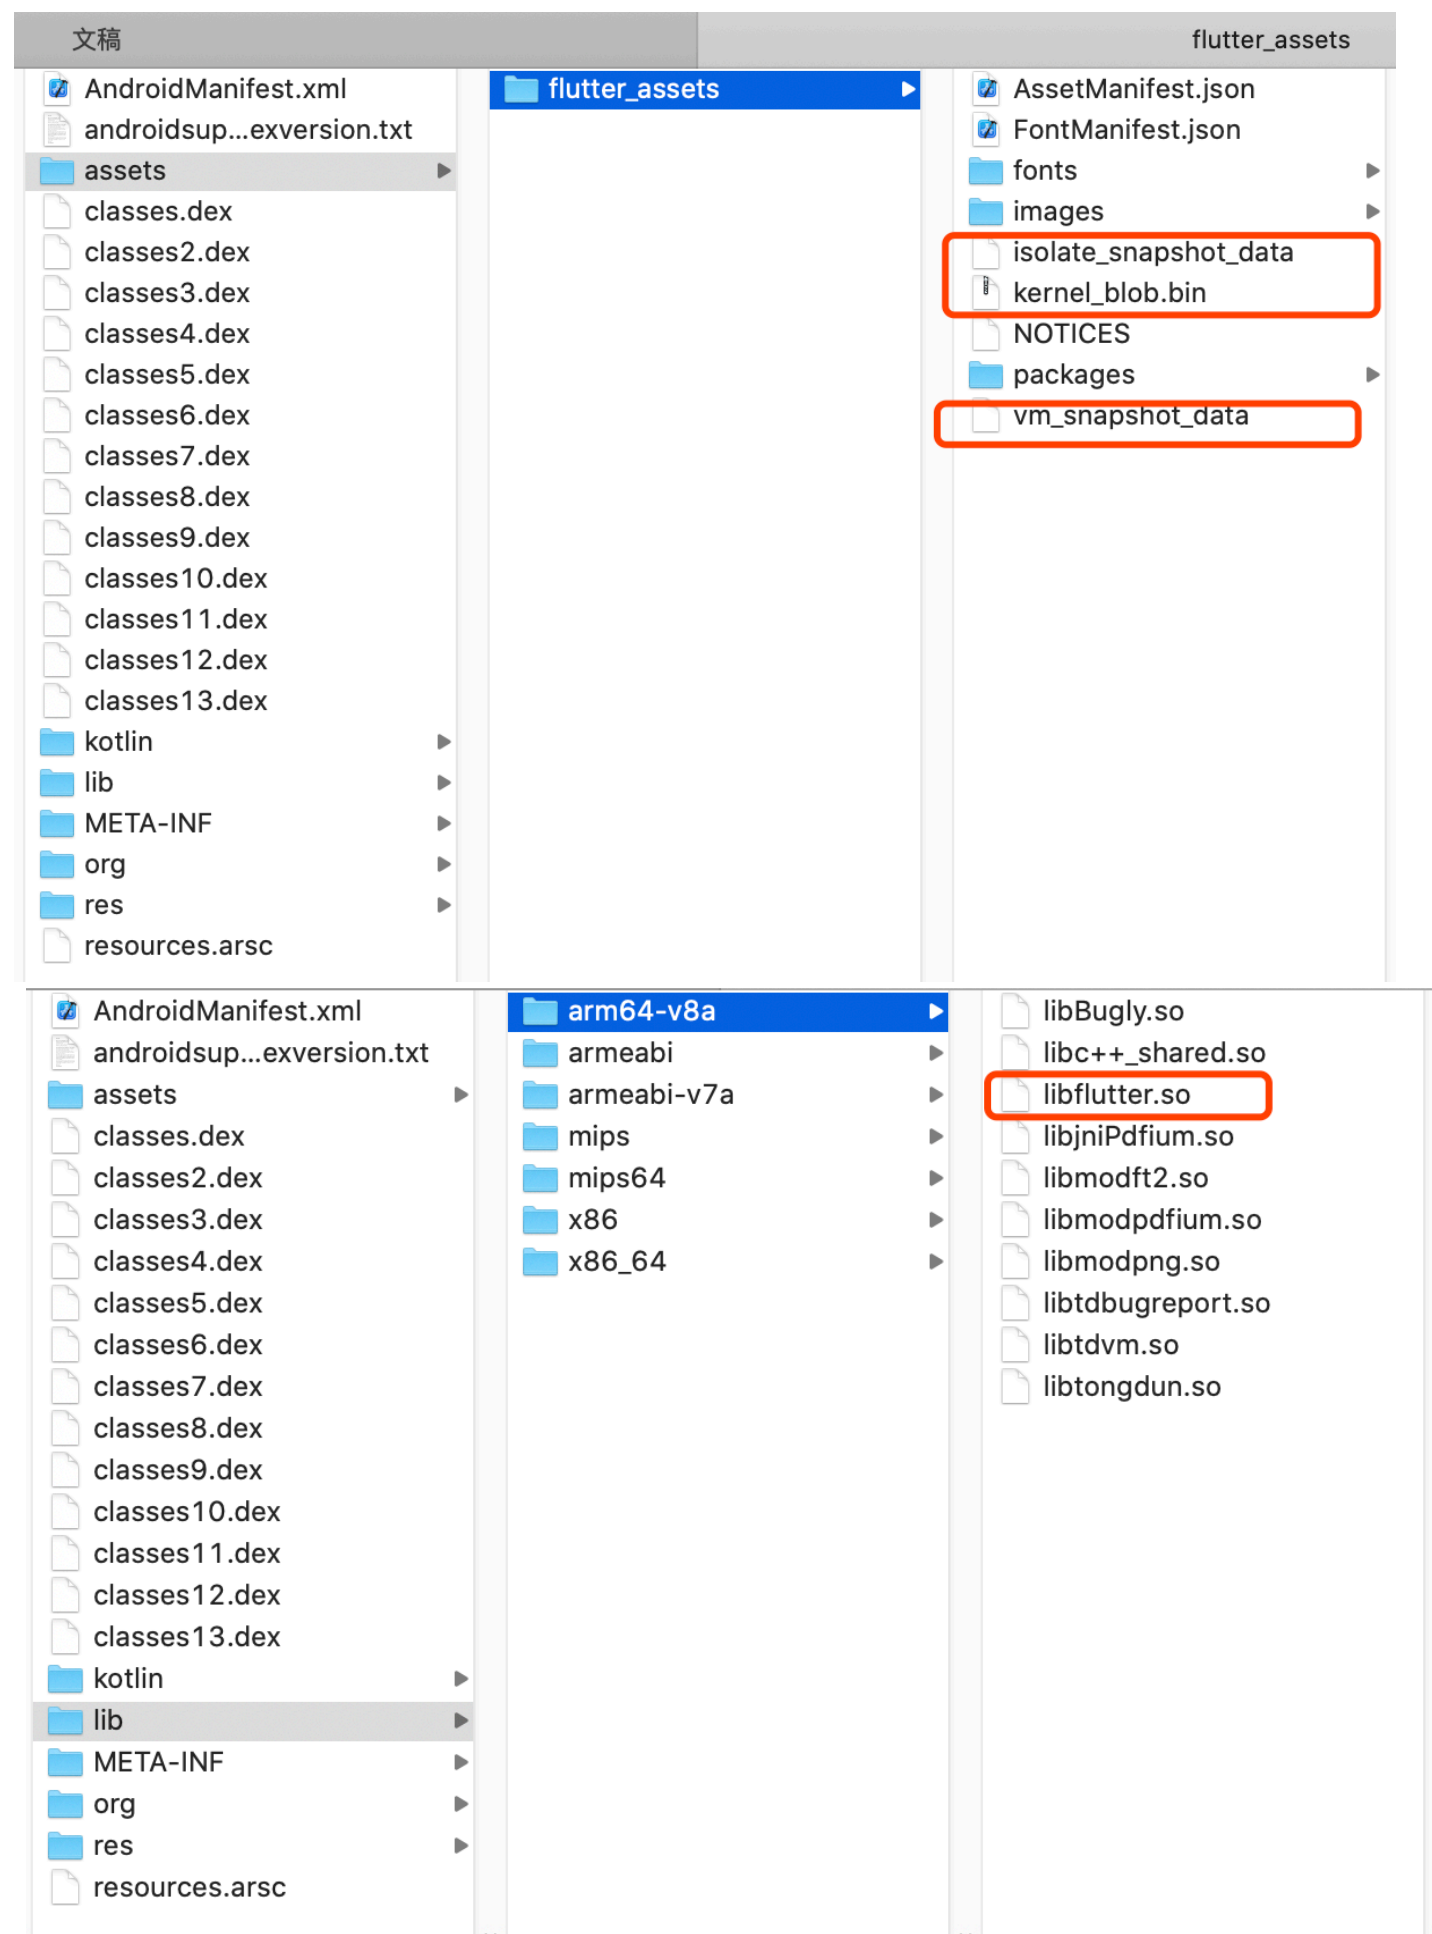 文稿
flutter_assets
AndroidManifest.xml
androidsup...exversion.txt
assets
classes.dex
classes2.dex
classes3.dex
classes4.dex
classes5.dex
classes6.dex
classes7.dex
classes8.dex
classes9.dex
classes10.dex
classes11.dex
classes12.dex
classes13.dex
kotlin
lib
META-INF
org
res
resources.arsc
flutter_assets
AssetManifest.json
FontManifest.json
fonts
images
isolate_snapshot_data
kernel_blob.bin
NOTICES
packages
vm_snapshot_data
AndroidManifest.xml
androidsup...exversion.txt
assets
classes.dex
classes2.dex
classes3.dex
classes4.dex
classes5.dex
classes6.dex
classes7.dex
classes8.dex
classes9.dex
classes10.dex
classes11.dex
classes12.dex
classes13.dex
kotlin
lib
META-INF
org
res
resources.arsc
arm64-v8a
armeabi
armeabi-v7a
mips
mips64
x86
x86_64
libBugly.so
libc++_shared.so
libflutter.so
libjniPdfium.so
libmodft2.so
libmodpdfium.so
libmodpng.so
libtdbugreport.so
libtdvm.so
libtongdun.so